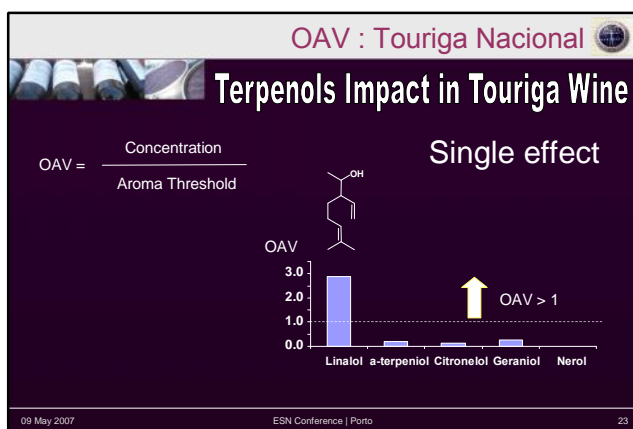 OAV : Touriga Nacional
Terpenols Impact in Touriga Wine
Single effect
OAV =
Concentration
Aroma Threshold
OH
OAV
3.0
2.0
1.0
0.0
OAV > 1
Linalol a-terpeniol Citronelol Geraniol Nerol
09 May 2007 ESN Conference | Porto 23